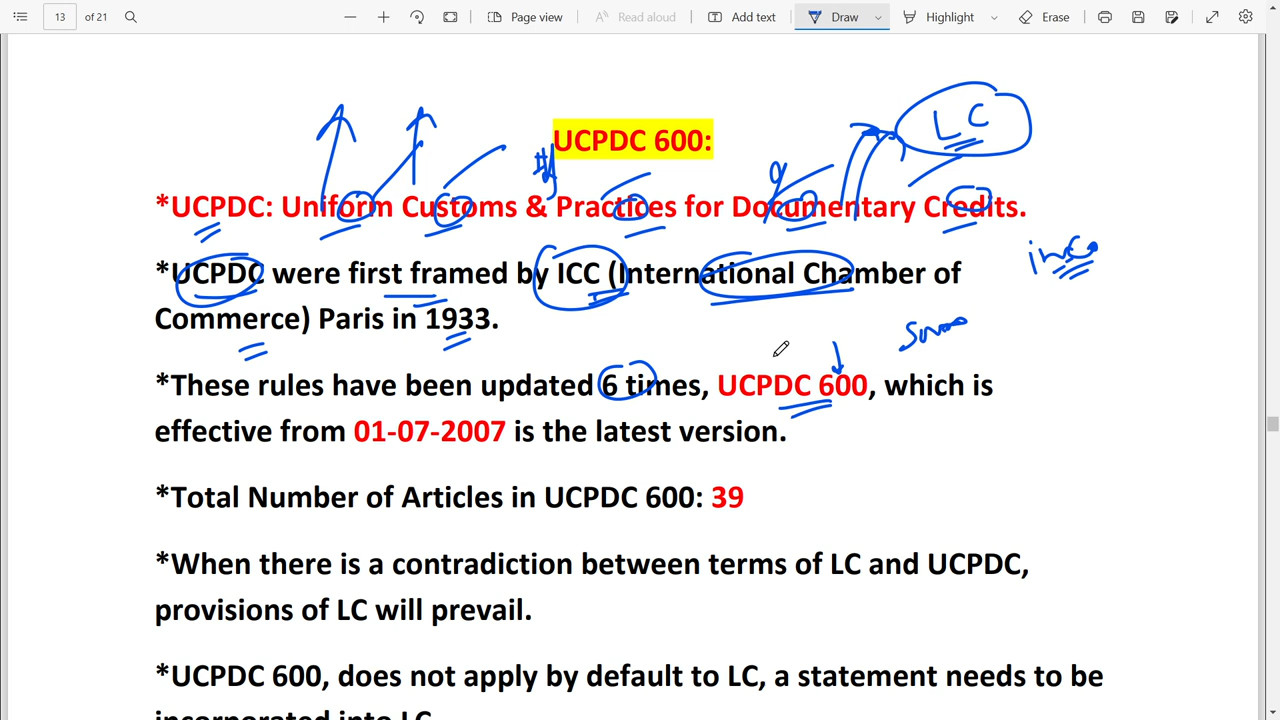 13 of 21 Page view Read aloud Add text Draw Highlight Erase
LC
UCPDC 600:
*UCPDC: Uniform Customs & Practices for Documentary Credits.
*UCPDC were first framed by ICC (International Chamber of
Commerce) Paris in 1933.
*These rules have been updated 6 times, UCPDC 600, which is
effective from 01-07-2007 is the latest version.
*Total Number of Articles in UCPDC 600: 39
*When there is a contradiction between terms of LC and UCPDC,
provisions of LC will prevail.
*UCPDC 600, does not apply by default to LC, a statement needs to be
incorporated into LC